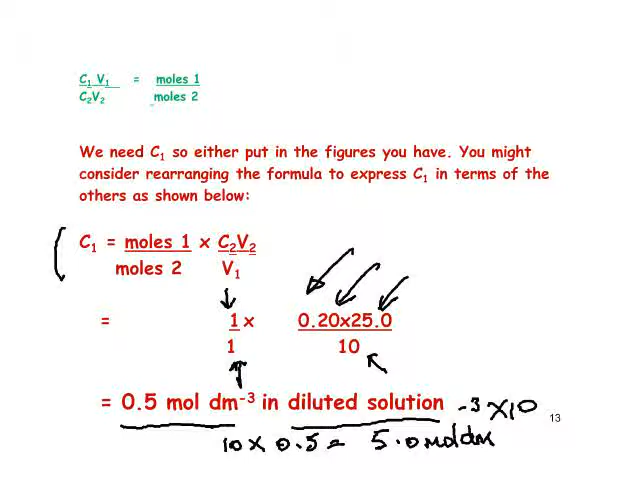 C₁ V₁ = moles 1
C₂V₂ moles 2
We need C₁ so either put in the figures you have. You might
consider rearranging the formula to express C₁ in terms of the
others as shown below:
C₁ = moles 1 x C₂V₂
moles 2 V₁
= 1 x 0.20x25.0
1 10
= 0.5 mol dm⁻³ in diluted solution
-3 X10
13
10 x 0.5 = 5.0 mol dm